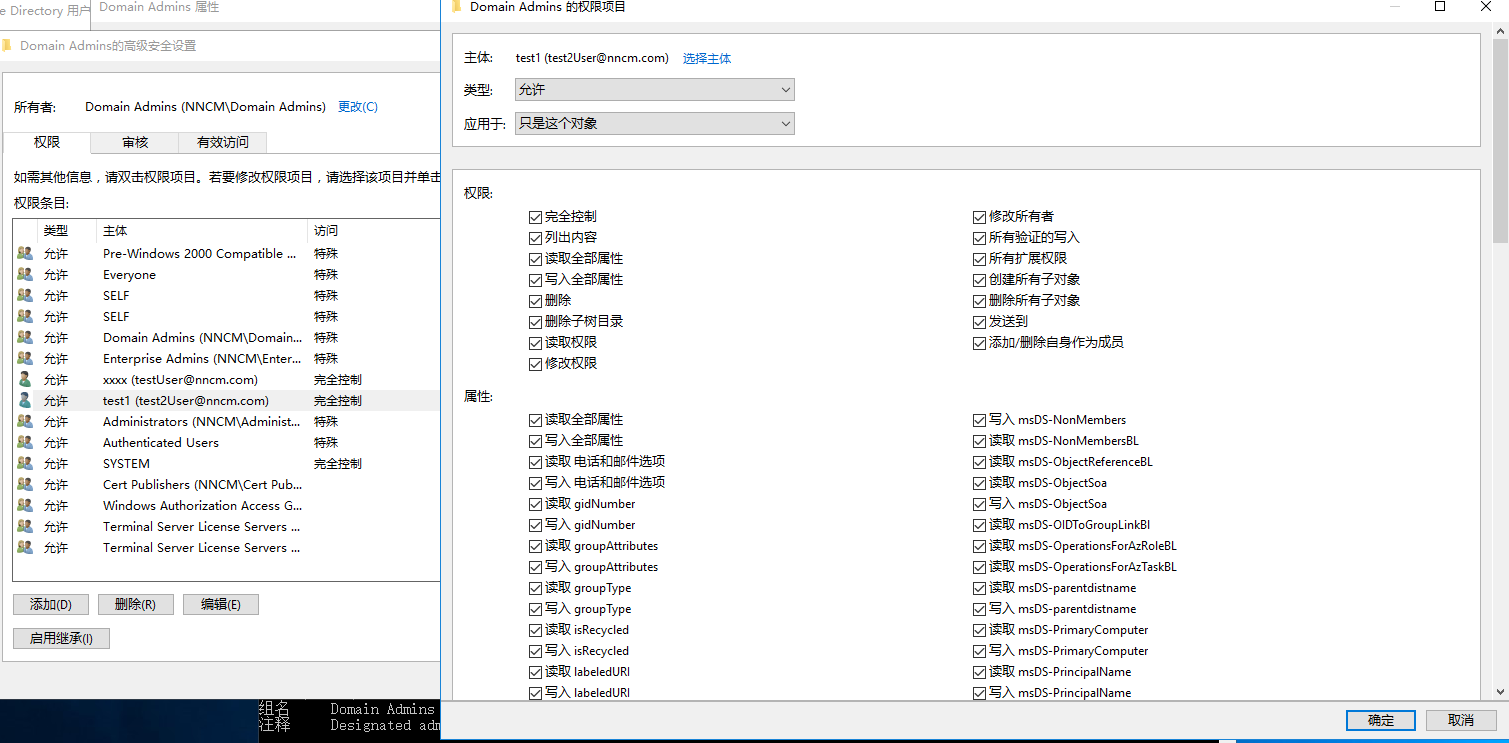 e Directory 用户
Domain Admins 属性
Domain Admins的高级安全设置
所有者: Domain Admins (NNCM\Domain Admins) 更改(C)
权限 审核 有效访问
如需其他信息，请双击权限项目。若要修改权限项目，请选择该项目并单击
权限条目:
类型 主体 访问
允许 Pre-Windows 2000 Compatible ... 特殊
允许 Everyone 特殊
允许 SELF 特殊
允许 SELF 特殊
允许 Domain Admins (NNCM\Domain... 特殊
允许 Enterprise Admins (NNCM\Enter... 特殊
允许 xxxx (testUser@nncm.com) 完全控制
允许 test1 (test2User@nncm.com) 完全控制
允许 Administrators (NNCM\Administ... 特殊
允许 Authenticated Users 特殊
允许 SYSTEM 完全控制
允许 Cert Publishers (NNCM\Cert Pub...
允许 Windows Authorization Access G...
允许 Terminal Server License Servers ...
允许 Terminal Server License Servers ...
添加(D) 删除(R) 编辑(E)
启用继承(I)
组名 Domain Admins
注释 Designated adm
Domain Admins 的权限项目
主体: test1 (test2User@nncm.com) 选择主体
类型: 允许
应用于: 只是这个对象
权限:
完全控制 修改所有者
列出内容 所有验证的写入
读取全部属性 所有扩展权限
写入全部属性 创建所有子对象
删除 删除所有子对象
删除子树目录 发送到
读取权限 添加/删除自身作为成员
修改权限
属性:
读取全部属性 写入 msDS-NonMembers
写入全部属性 读取 msDS-NonMembersBL
读取 电话和邮件选项 读取 msDS-ObjectReferenceBL
写入 电话和邮件选项 读取 msDS-ObjectSoa
读取 gidNumber 写入 msDS-ObjectSoa
写入 gidNumber 读取 msDS-OIDToGroupLinkBl
读取 groupAttributes 读取 msDS-OperationsForAzRoleBL
写入 groupAttributes 读取 msDS-OperationsForAzTaskBL
读取 groupType 读取 msDS-parentdistname
写入 groupType 写入 msDS-parentdistname
读取 isRecycled 读取 msDS-PrimaryComputer
写入 isRecycled 写入 msDS-PrimaryComputer
读取 labeledURI 读取 msDS-PrincipalName
写入 labeledURI 写入 msDS-PrincipalName
确定 取消